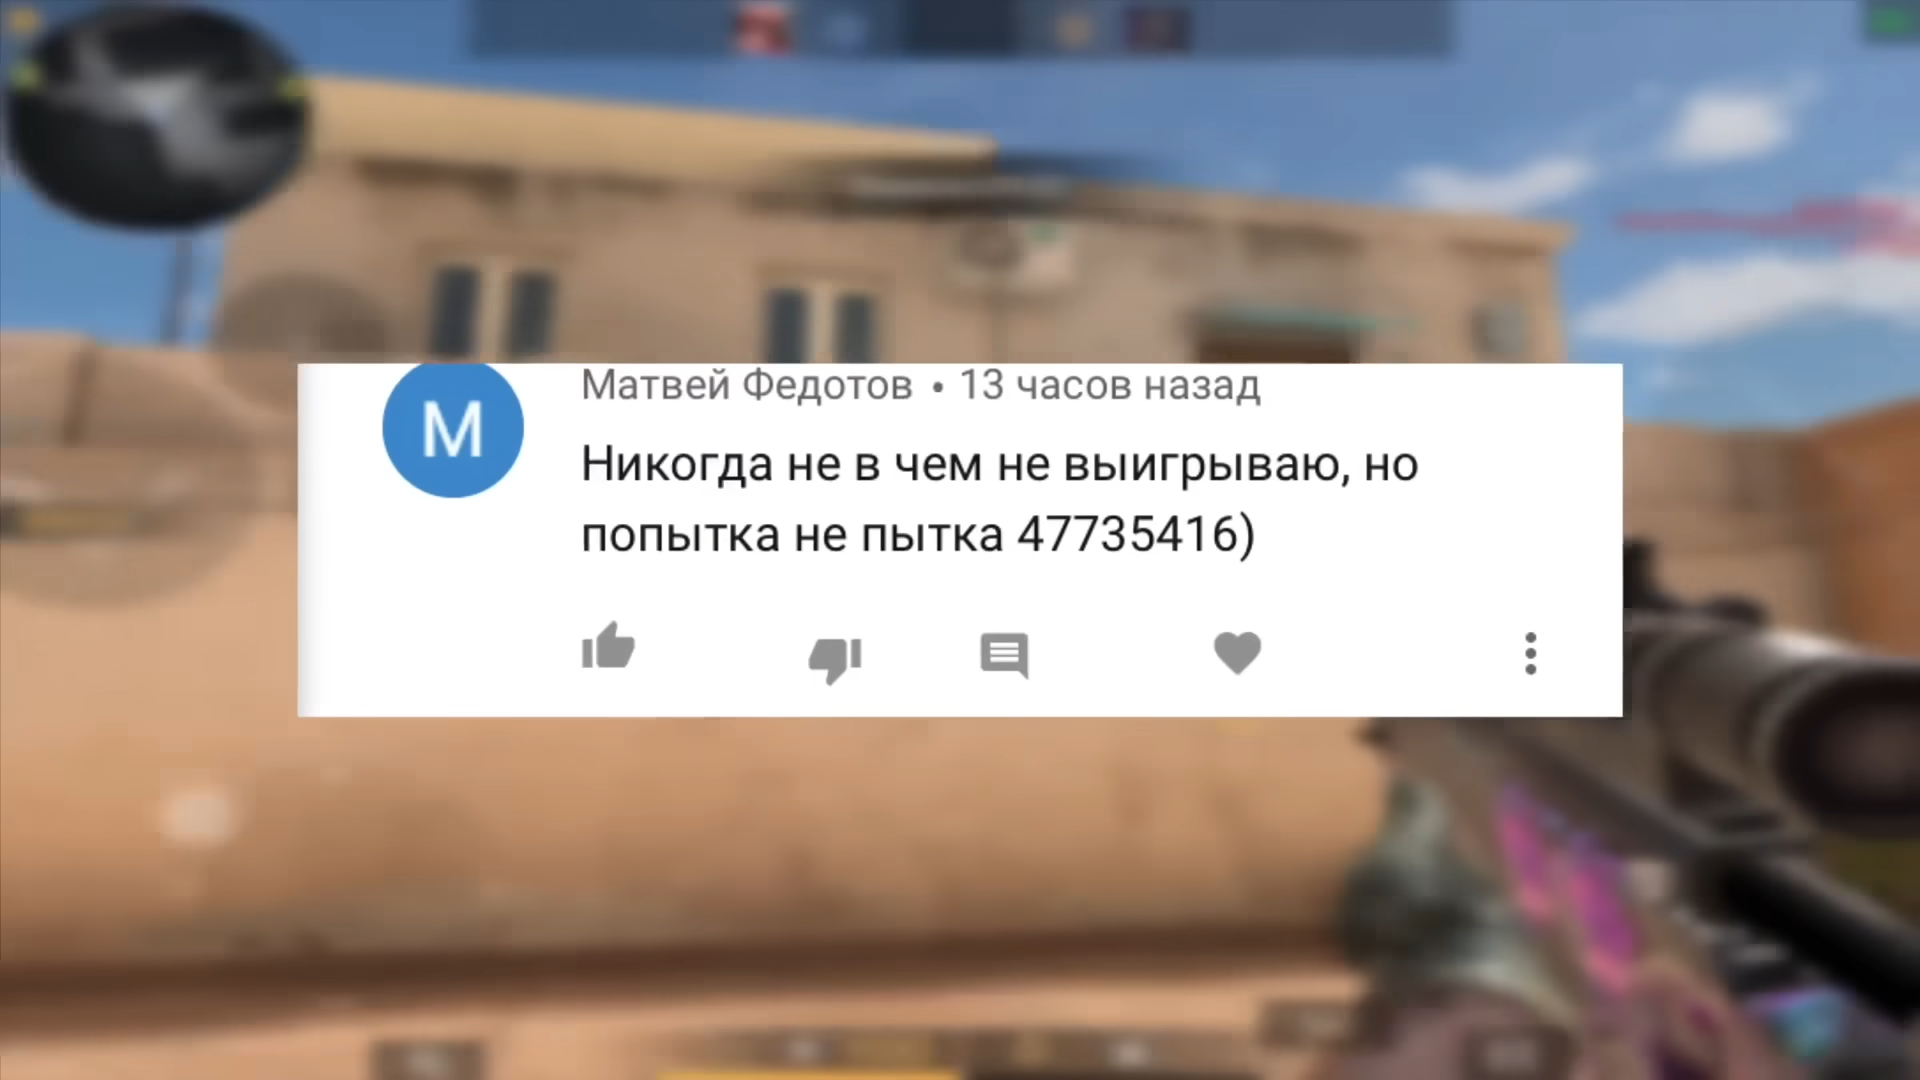 М
Матвей Федотов • 13 часов назад
Никогда не в чем не выигрываю, но
попытка не пытка 47735416)